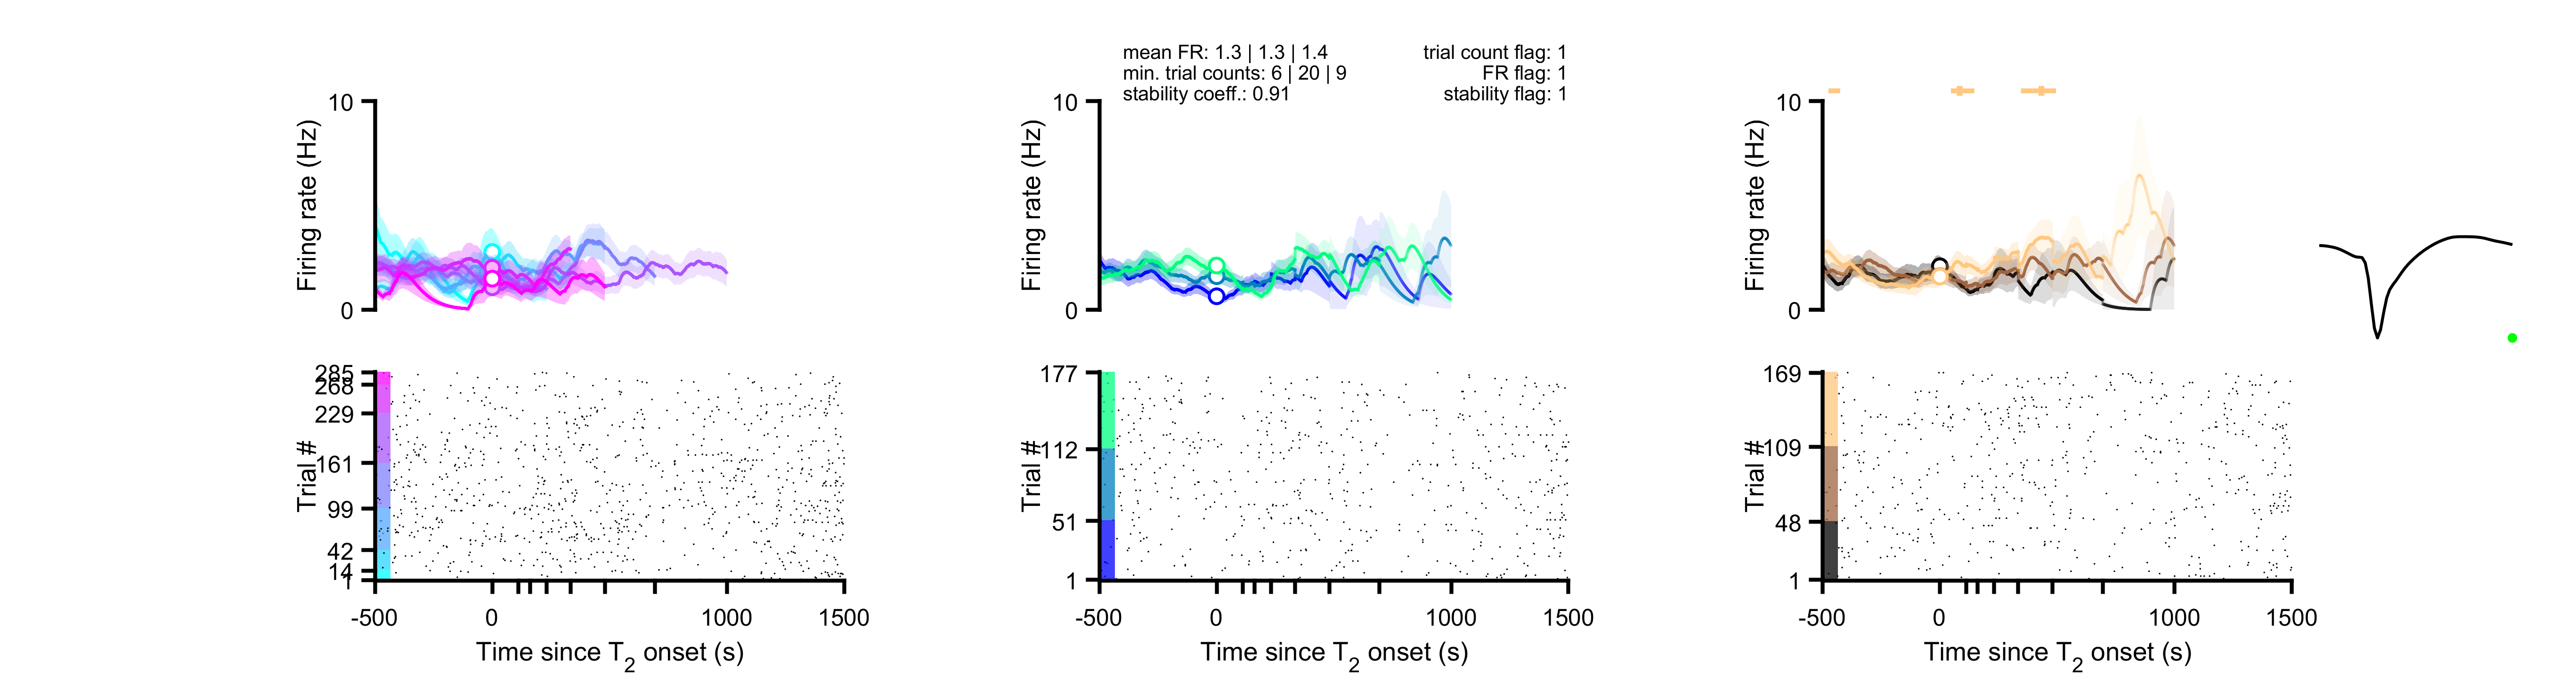 mean FR: 1.3 | 1.3 | 1.4
min. trial counts: 6 | 20 | 9
stability coeff.: 0.91
trial count flag: 1
FR flag: 1
stability flag: 1
10
0
Firing rate (Hz)
10
0
Firing rate (Hz)
10
0
Firing rate (Hz)
285
268
229
161
99
42
14
1
Trial #
-500
0
1000
1500
Time since T2 onset (s)
177
112
51
1
Trial #
-500
0
1000
1500
Time since T2 onset (s)
169
109
48
1
Trial #
-500
0
1000
1500
Time since T2 onset (s)